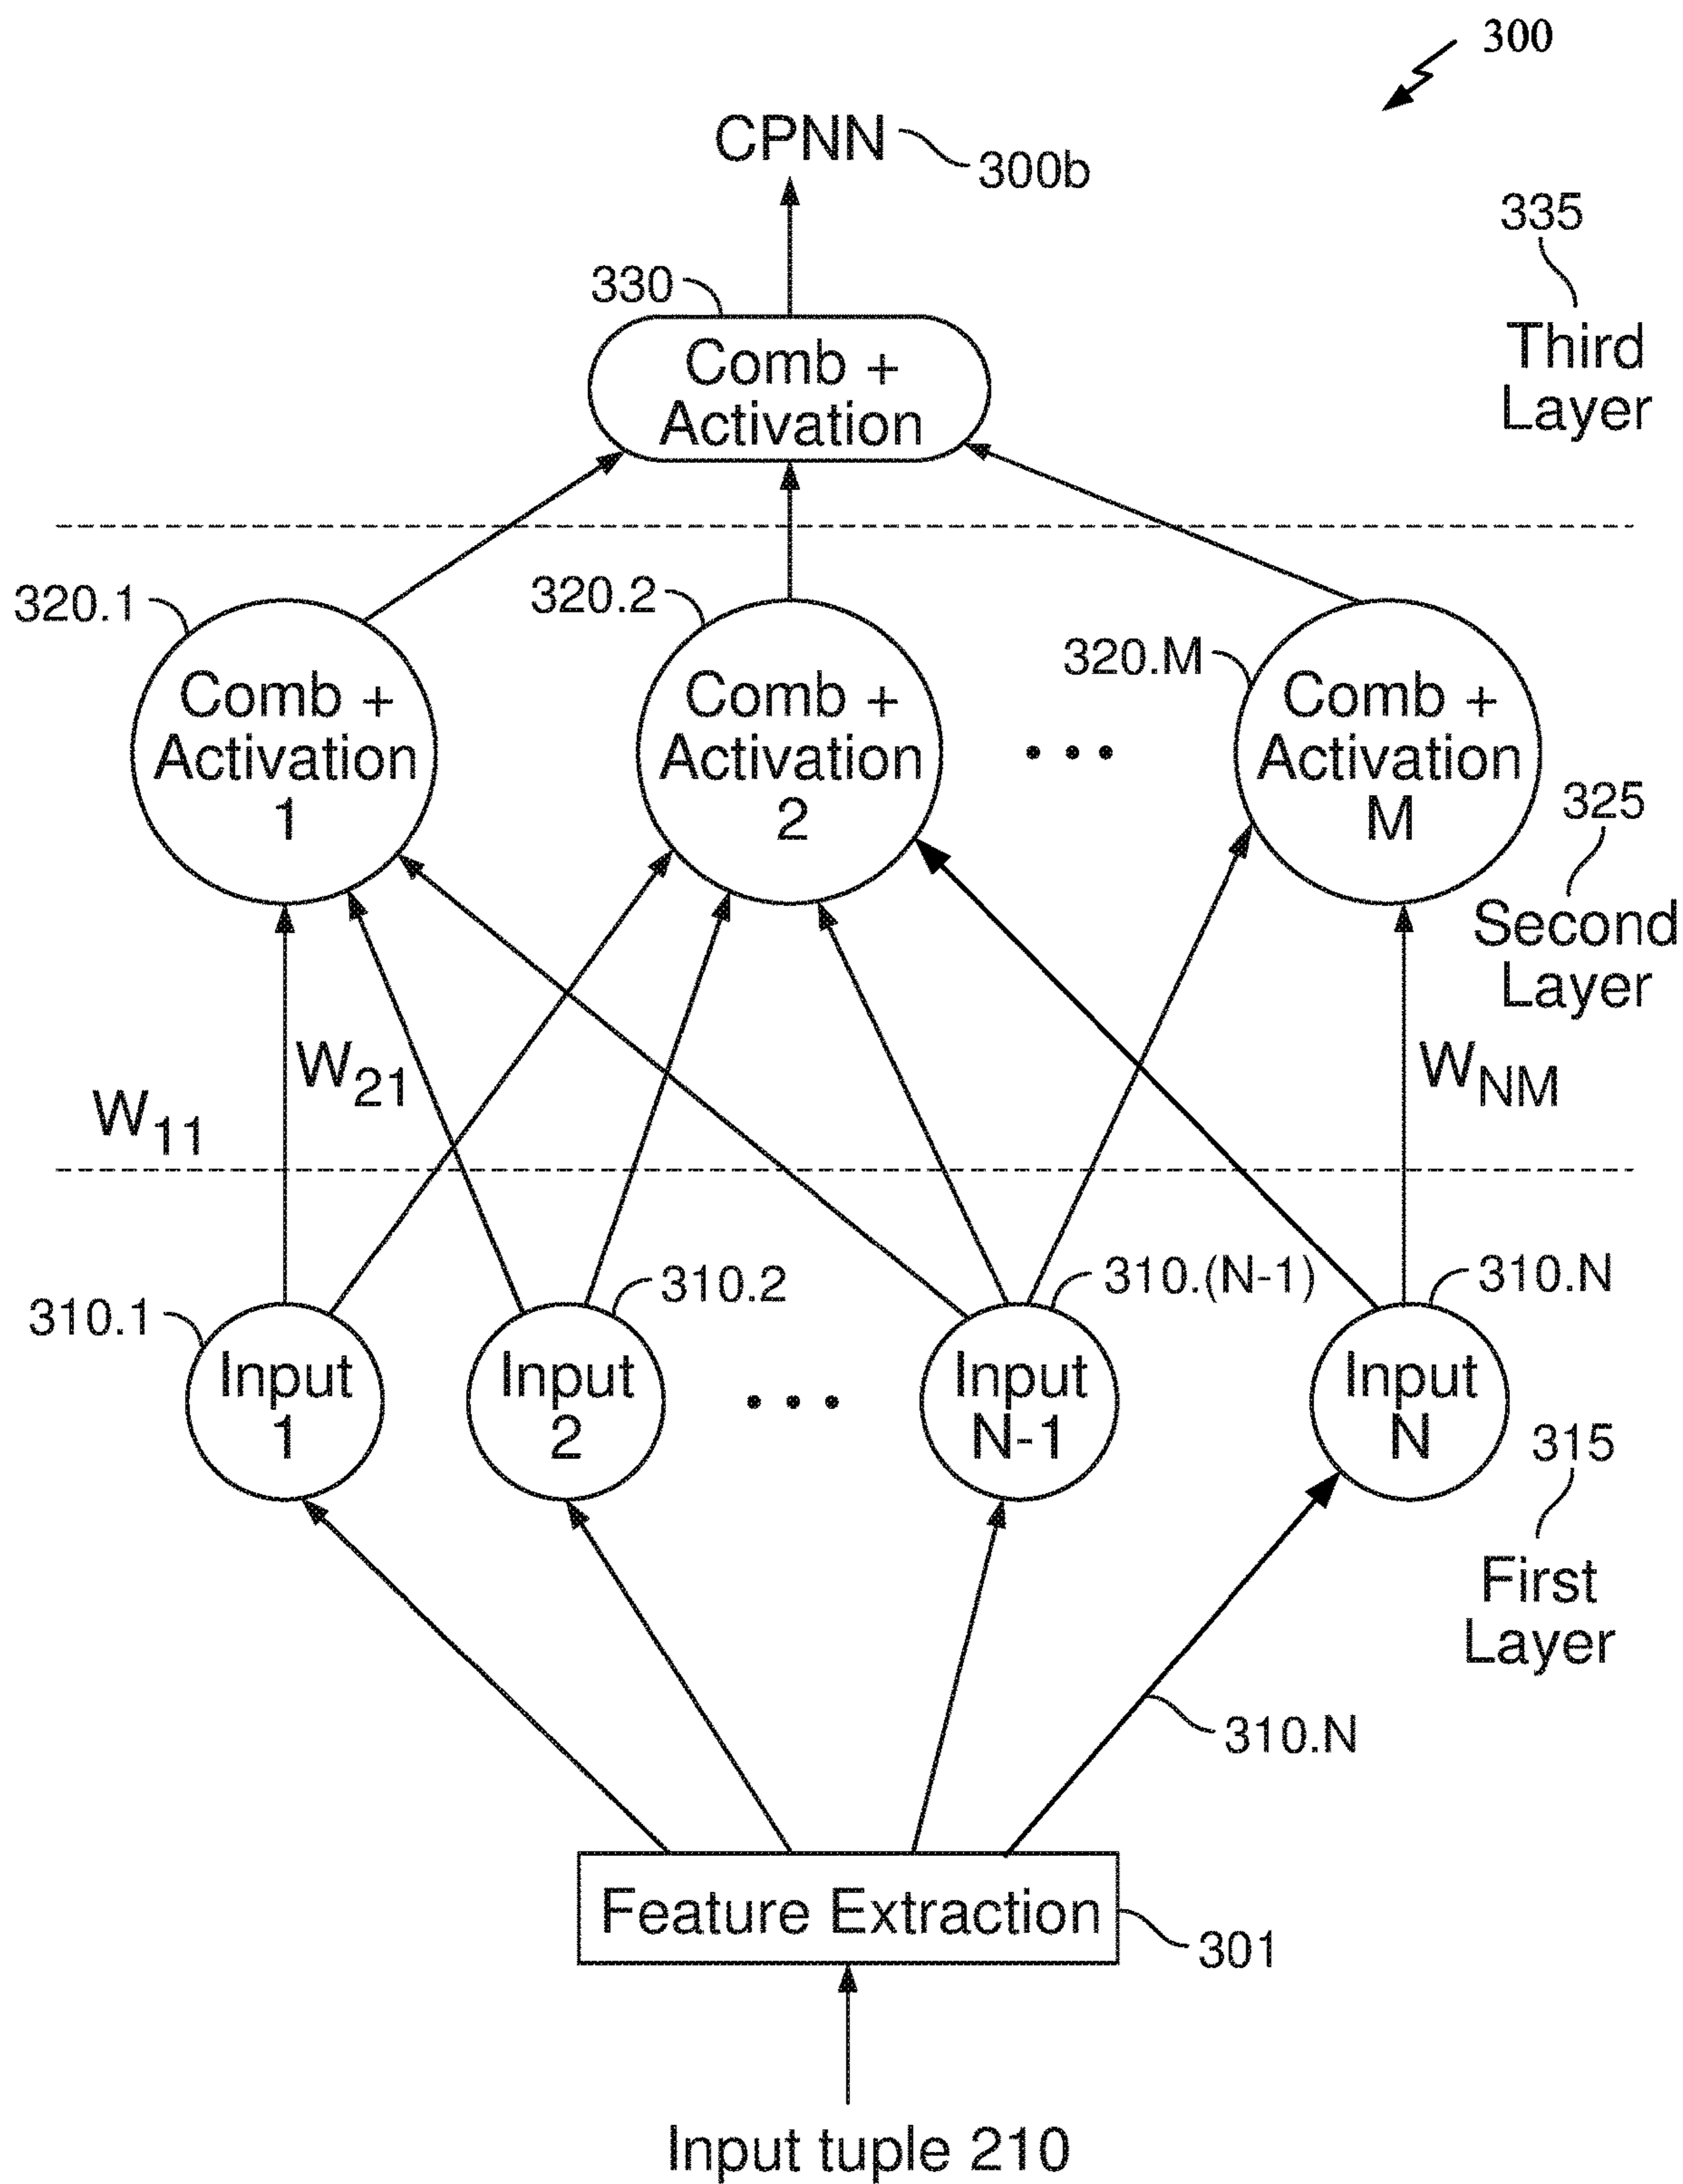 300
CPNN
300b
335
330
Third
Layer
Comb +
Activation
320.1
320.2
320.M
Comb +
Activation
1
Comb +
Activation
2
Comb +
Activation
M
325
Second
Layer
W11
W21
WNM
310.1
310.2
310.(N-1)
310.N
Input
1
Input
2
Input
N-1
Input
N
315
First
Layer
310.N
Feature Extraction
301
Input tuple 210